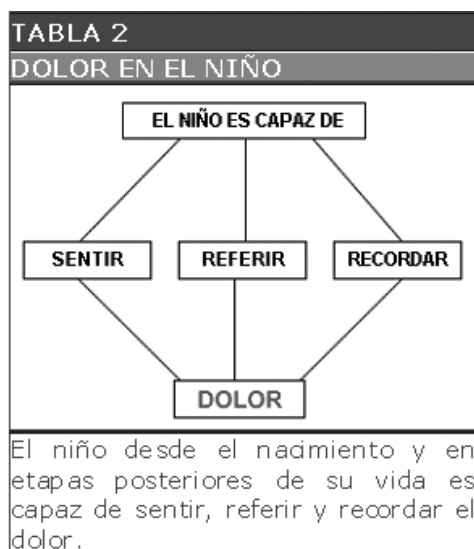 TABLA 2
DOLOR EN EL NIÑO
EL NIÑO ES CAPAZ DE
SENTIR REFERIR RECORDAR
DOLOR
El niño desde el nacimiento y en
etapas posteriores de su vida es
capaz de sentir, referir y recordar el
dolor.